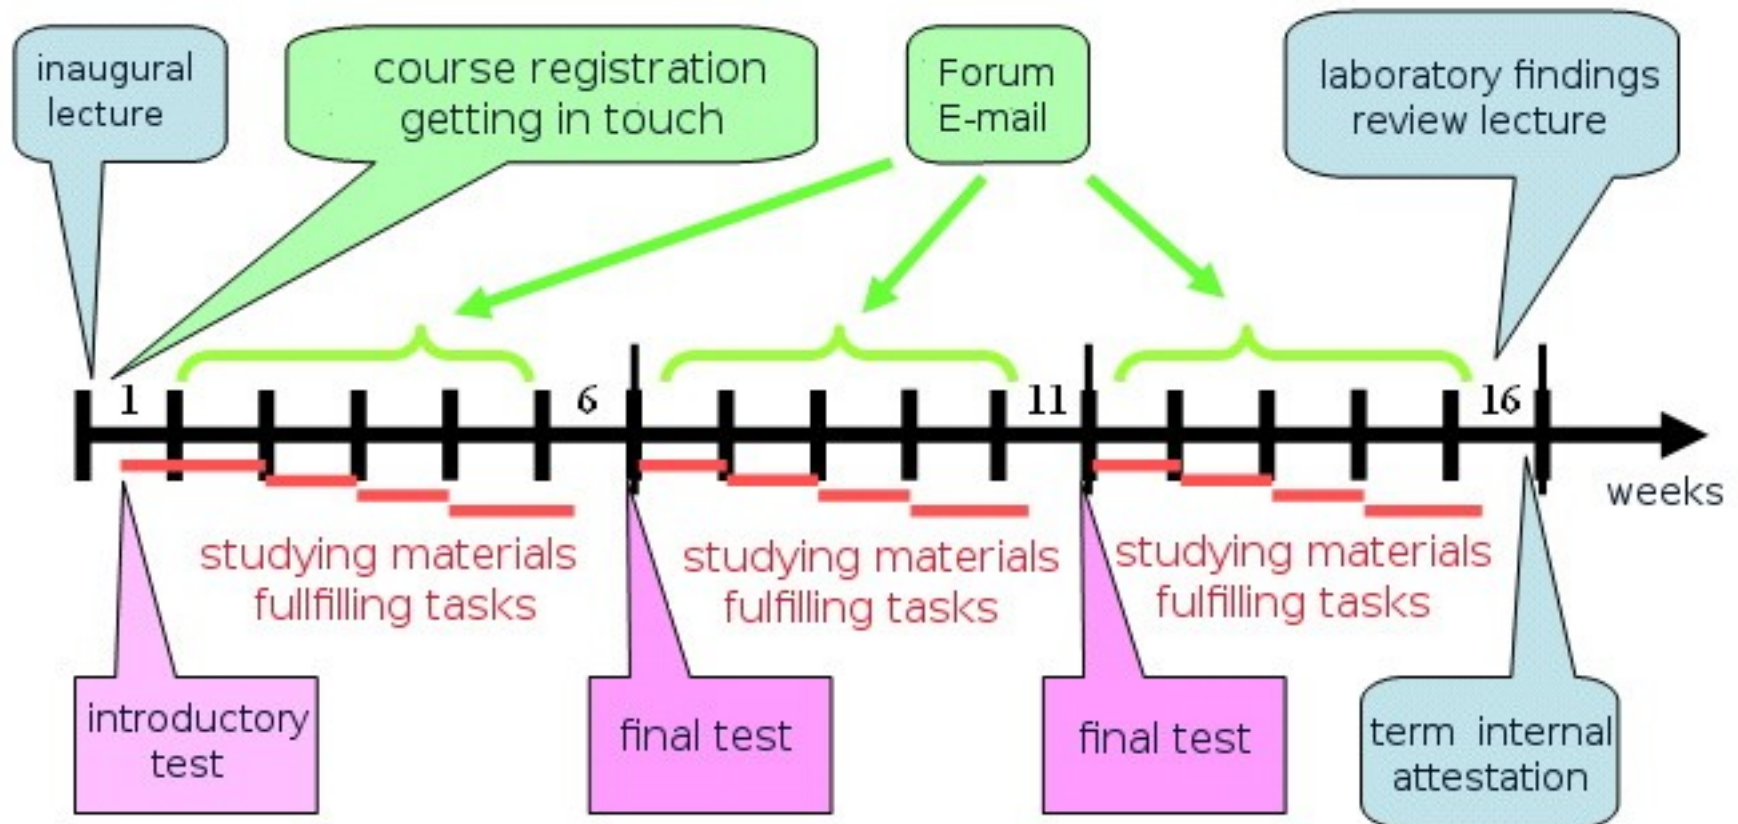 inaugural
lecture
course registration
getting in touch
Forum
E-mail
laboratory findings
review lecture
1
6
11
16
weeks
studying materials
fullfilling tasks
studying materials
fulfilling tasks
studying materials
fulfilling tasks
introductory
test
final test
final test
term internal
attestation